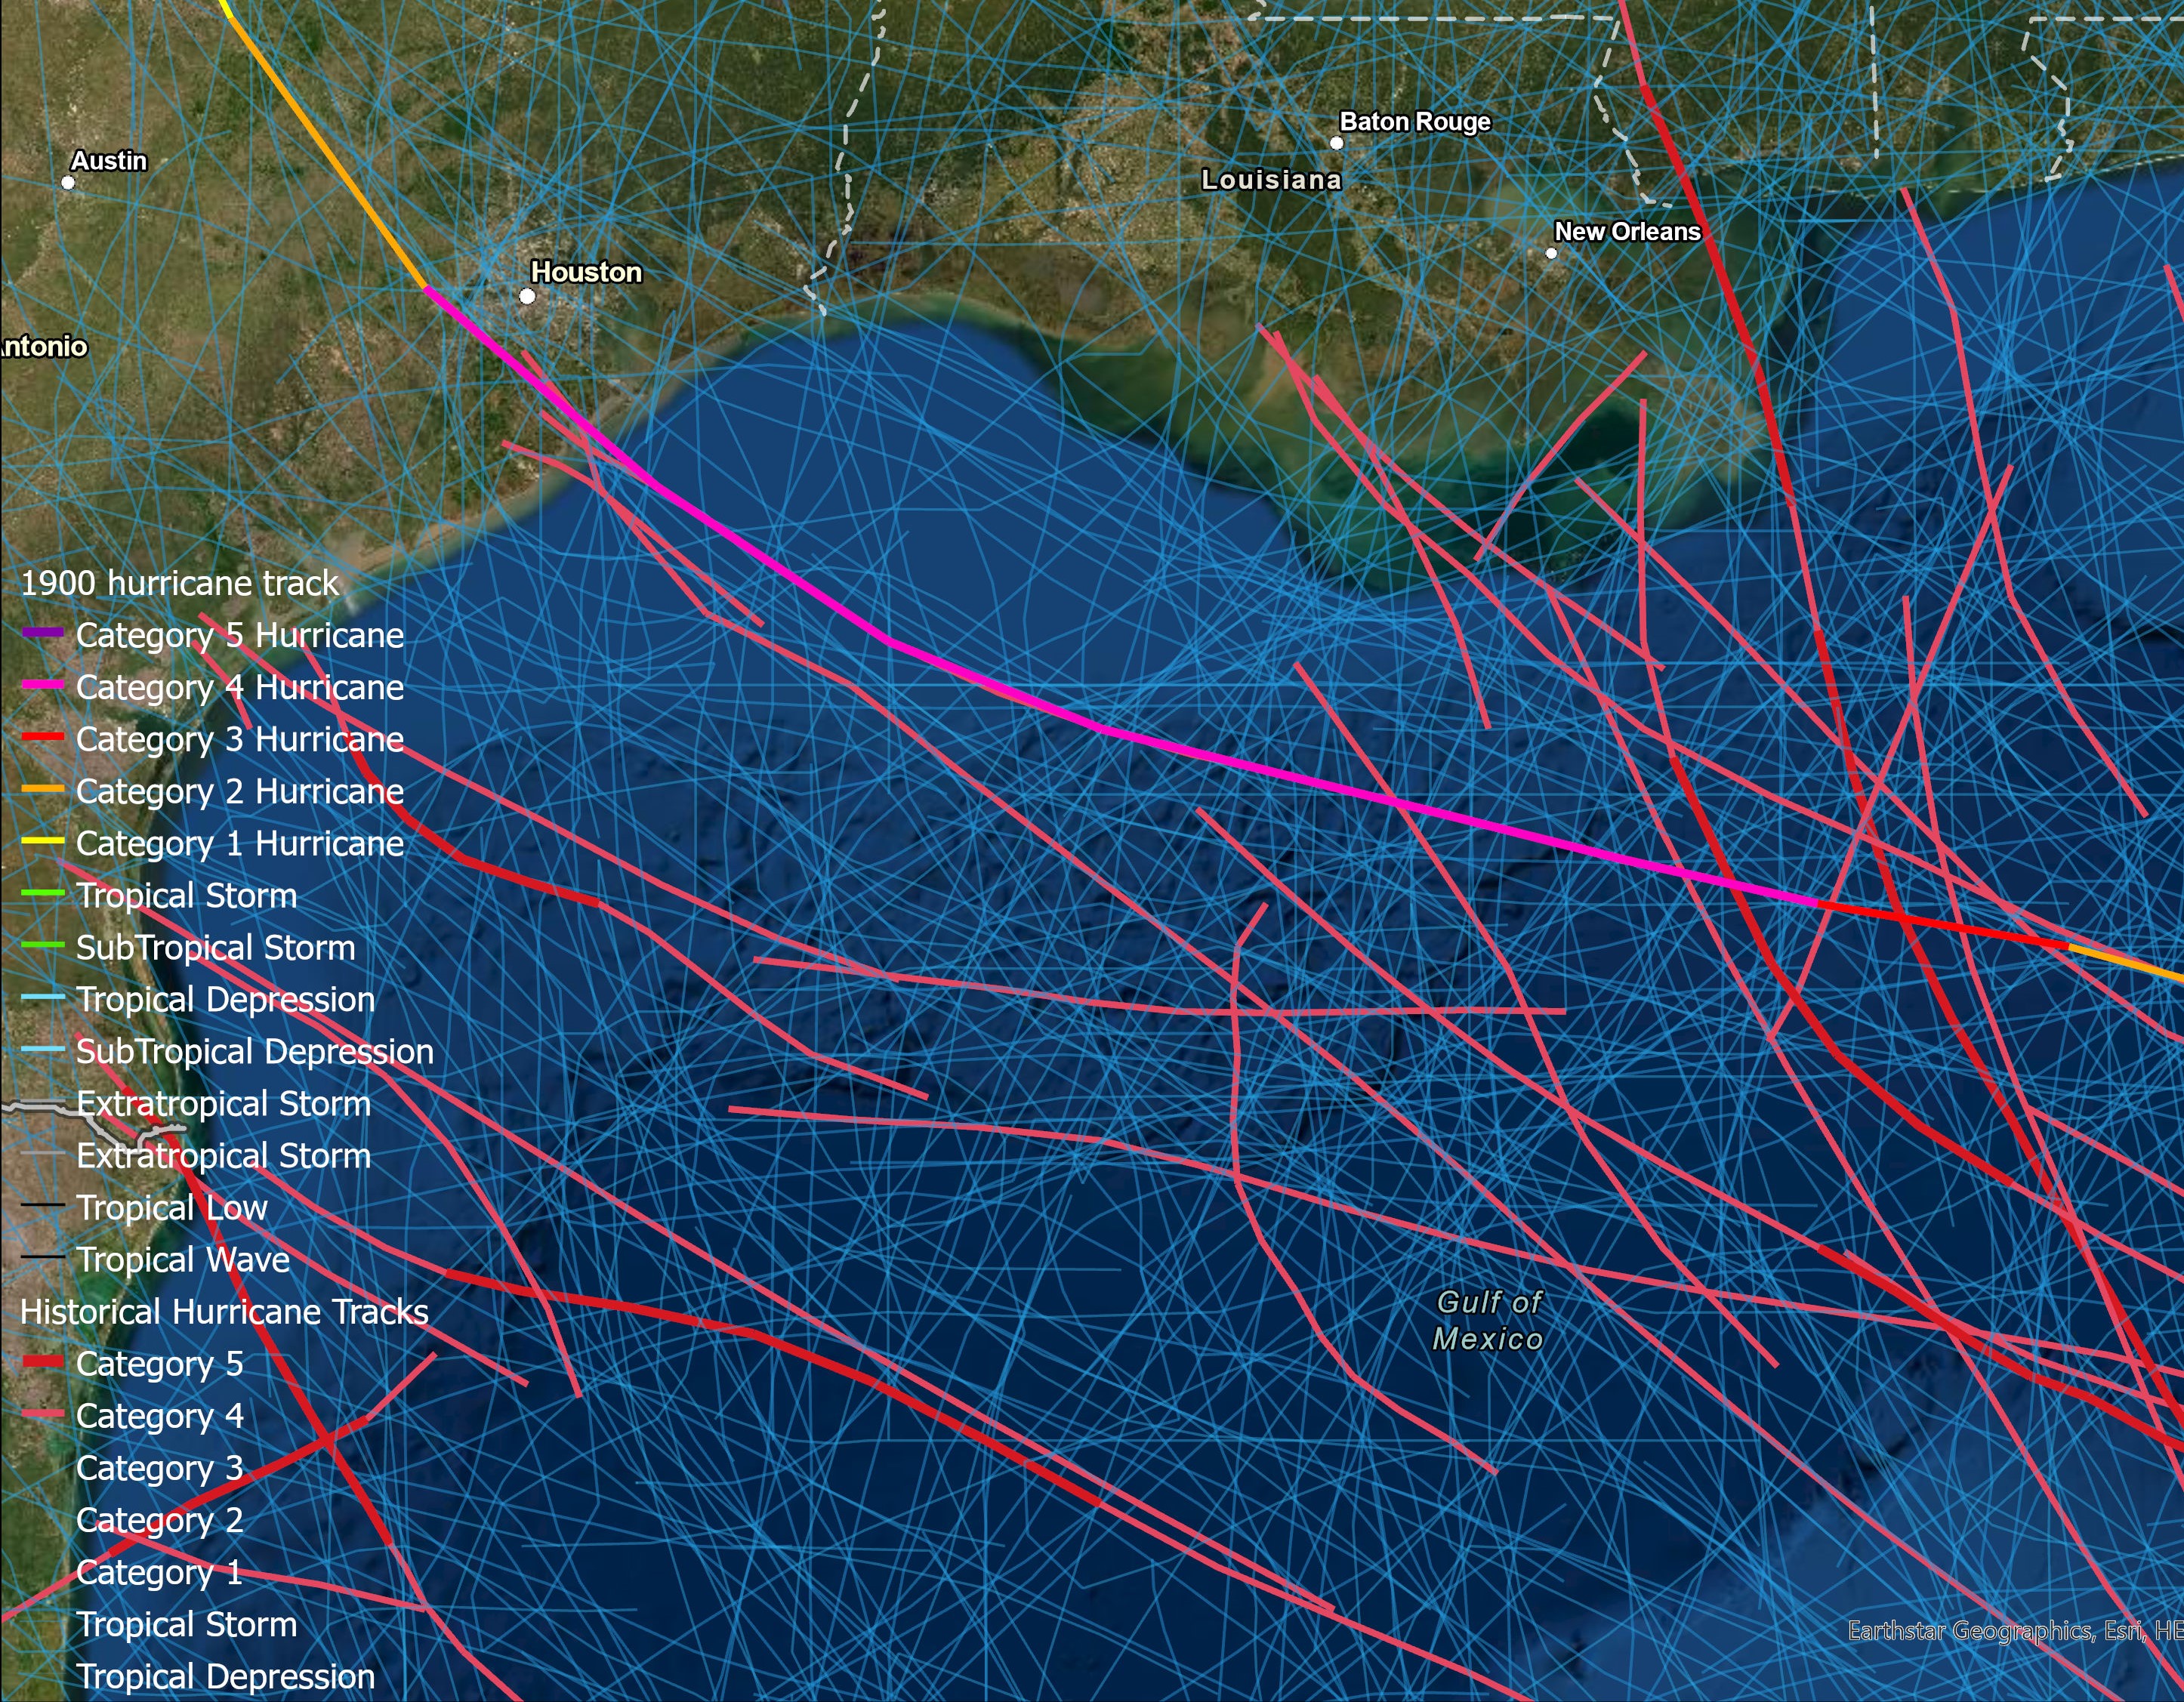 Austin
Baton Rouge
Louisiana
New Orleans
Houston
Antonio
1900 hurricane track
Category 5 Hurricane
Category 4 Hurricane
Category 3 Hurricane
Category 2 Hurricane
Category 1 Hurricane
Tropical Storm
SubTropical Storm
Tropical Depression
SubTropical Depression
Extratropical Storm
Extratropical Storm
Tropical Low
Tropical Wave
Historical Hurricane Tracks
Category 5
Category 4
Category 3
Category 2
Category 1
Tropical Storm
Tropical Depression
Gulf of
Mexico
Earthstar Geographics, Esri, HE